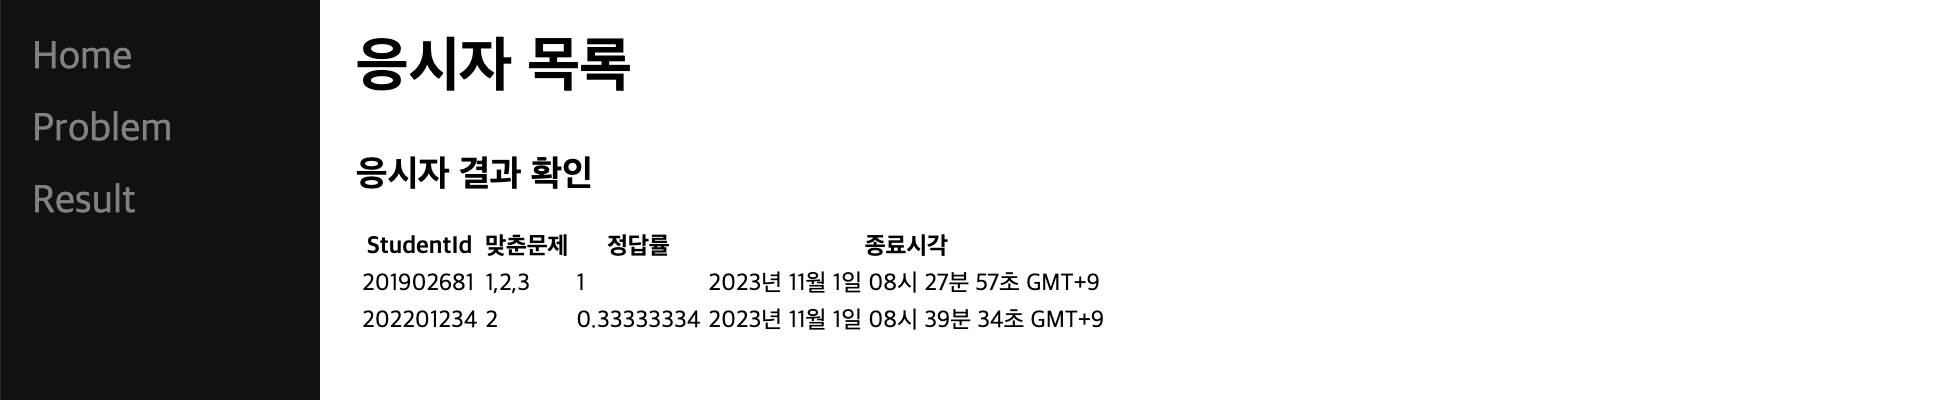 Home
Problem
Result
응시자 목록
응시자 결과 확인
StudentId 맞춘문제 정답률 종료시각
201902681 1,2,3 1 2023년 11월 1일 08시 27분 57초 GMT+9
202201234 2 0.33333334 2023년 11월 1일 08시 39분 34초 GMT+9